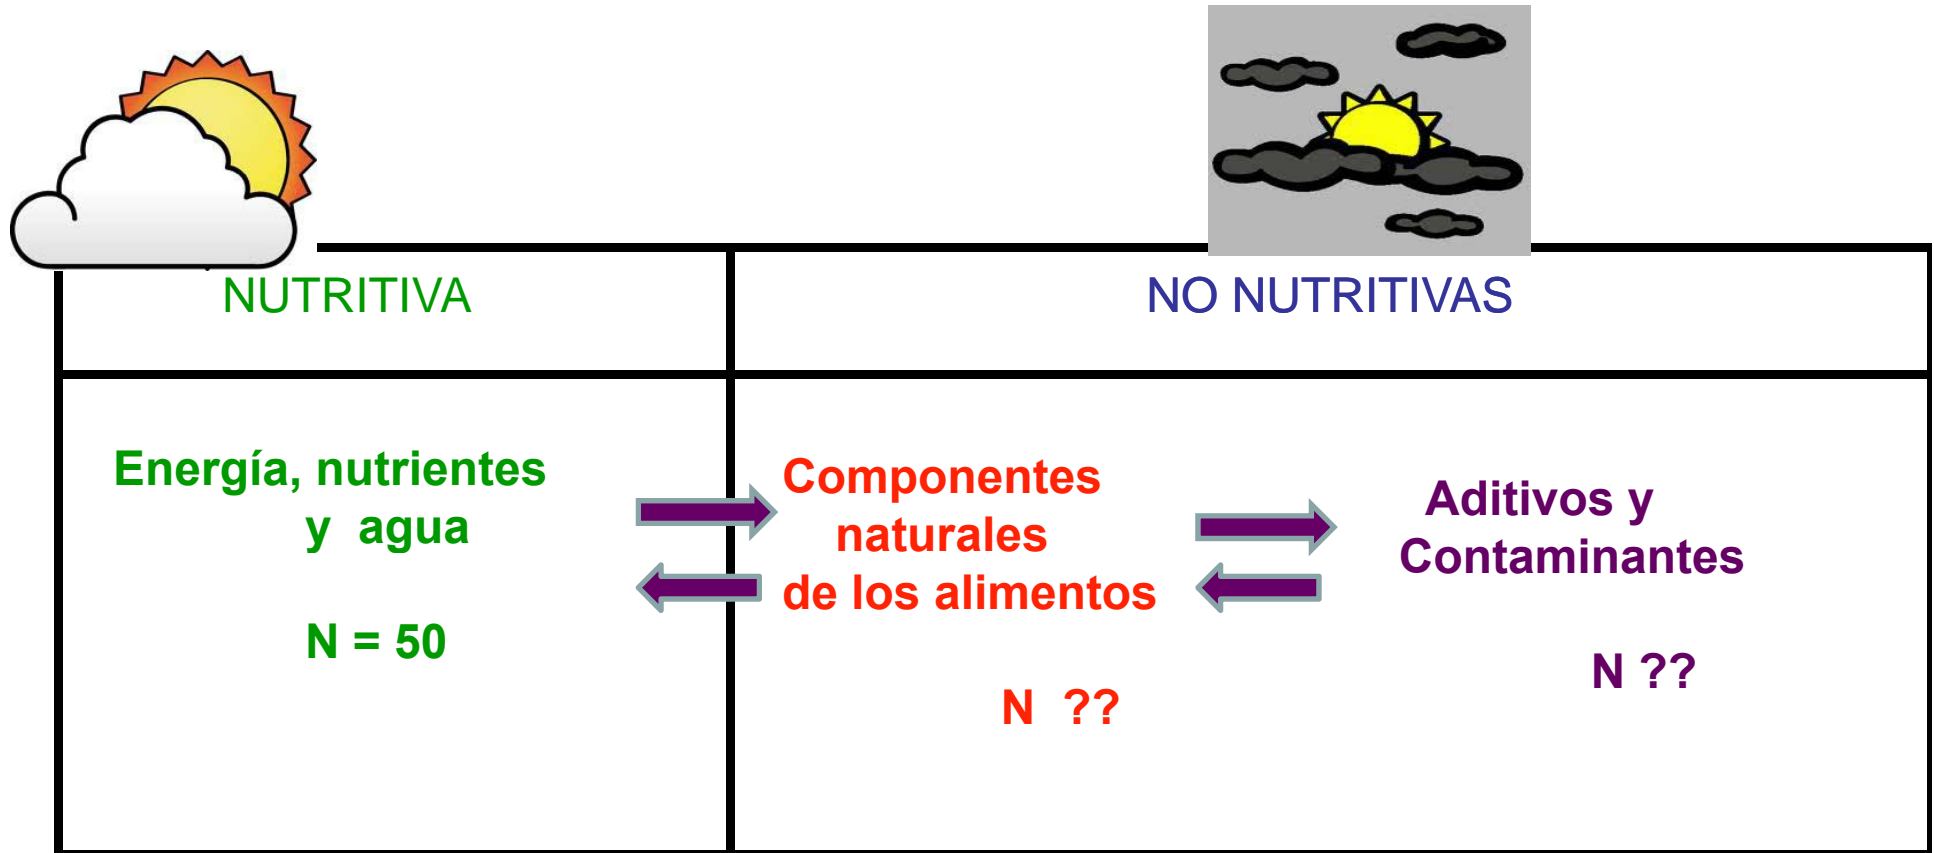 NUTRITIVA
NO NUTRITIVAS
Energía, nutrientes
y agua
N = 50
Componentes
naturales
de los alimentos
N ??
Aditivos y
Contaminantes
N ??